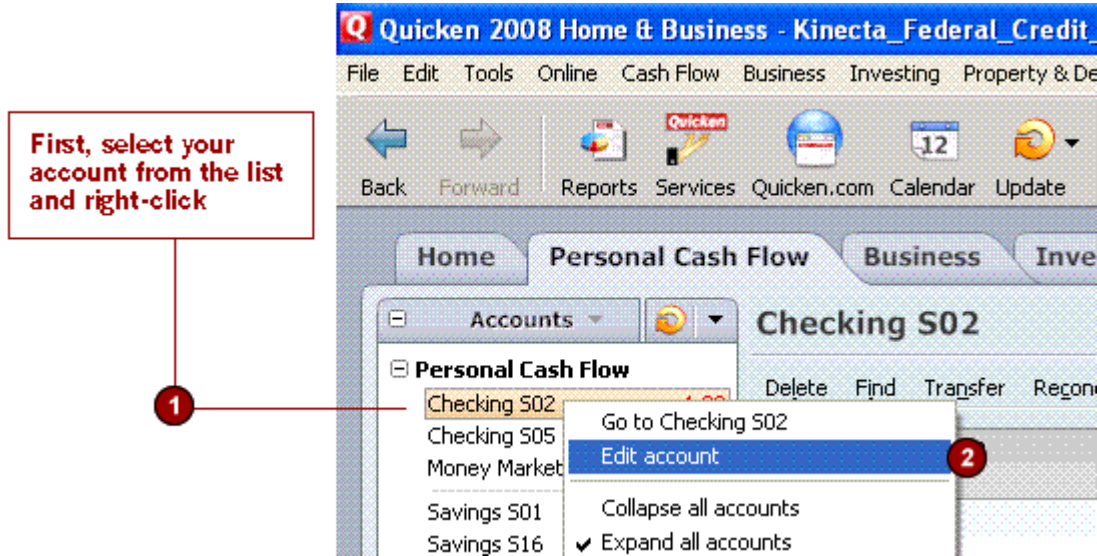 Quicken 2008 Home & Business - Kinecta_Federal_Credit_
File Edit Tools Online Cash Flow Business Investing Property & De
First, select your
account from the list
and right-click
Quicken
12
Back Forward Reports Services Quicken.com Calendar Update
Home Personal Cash Flow Business Inve
Accounts
Checking S02
Personal Cash Flow
Delete Find Transfer Recon
1
Checking S02
Go to Checking S02
Checking S05
Edit account
2
Money Market
Savings S01
Collapse all accounts
Savings S16
Expand all accounts